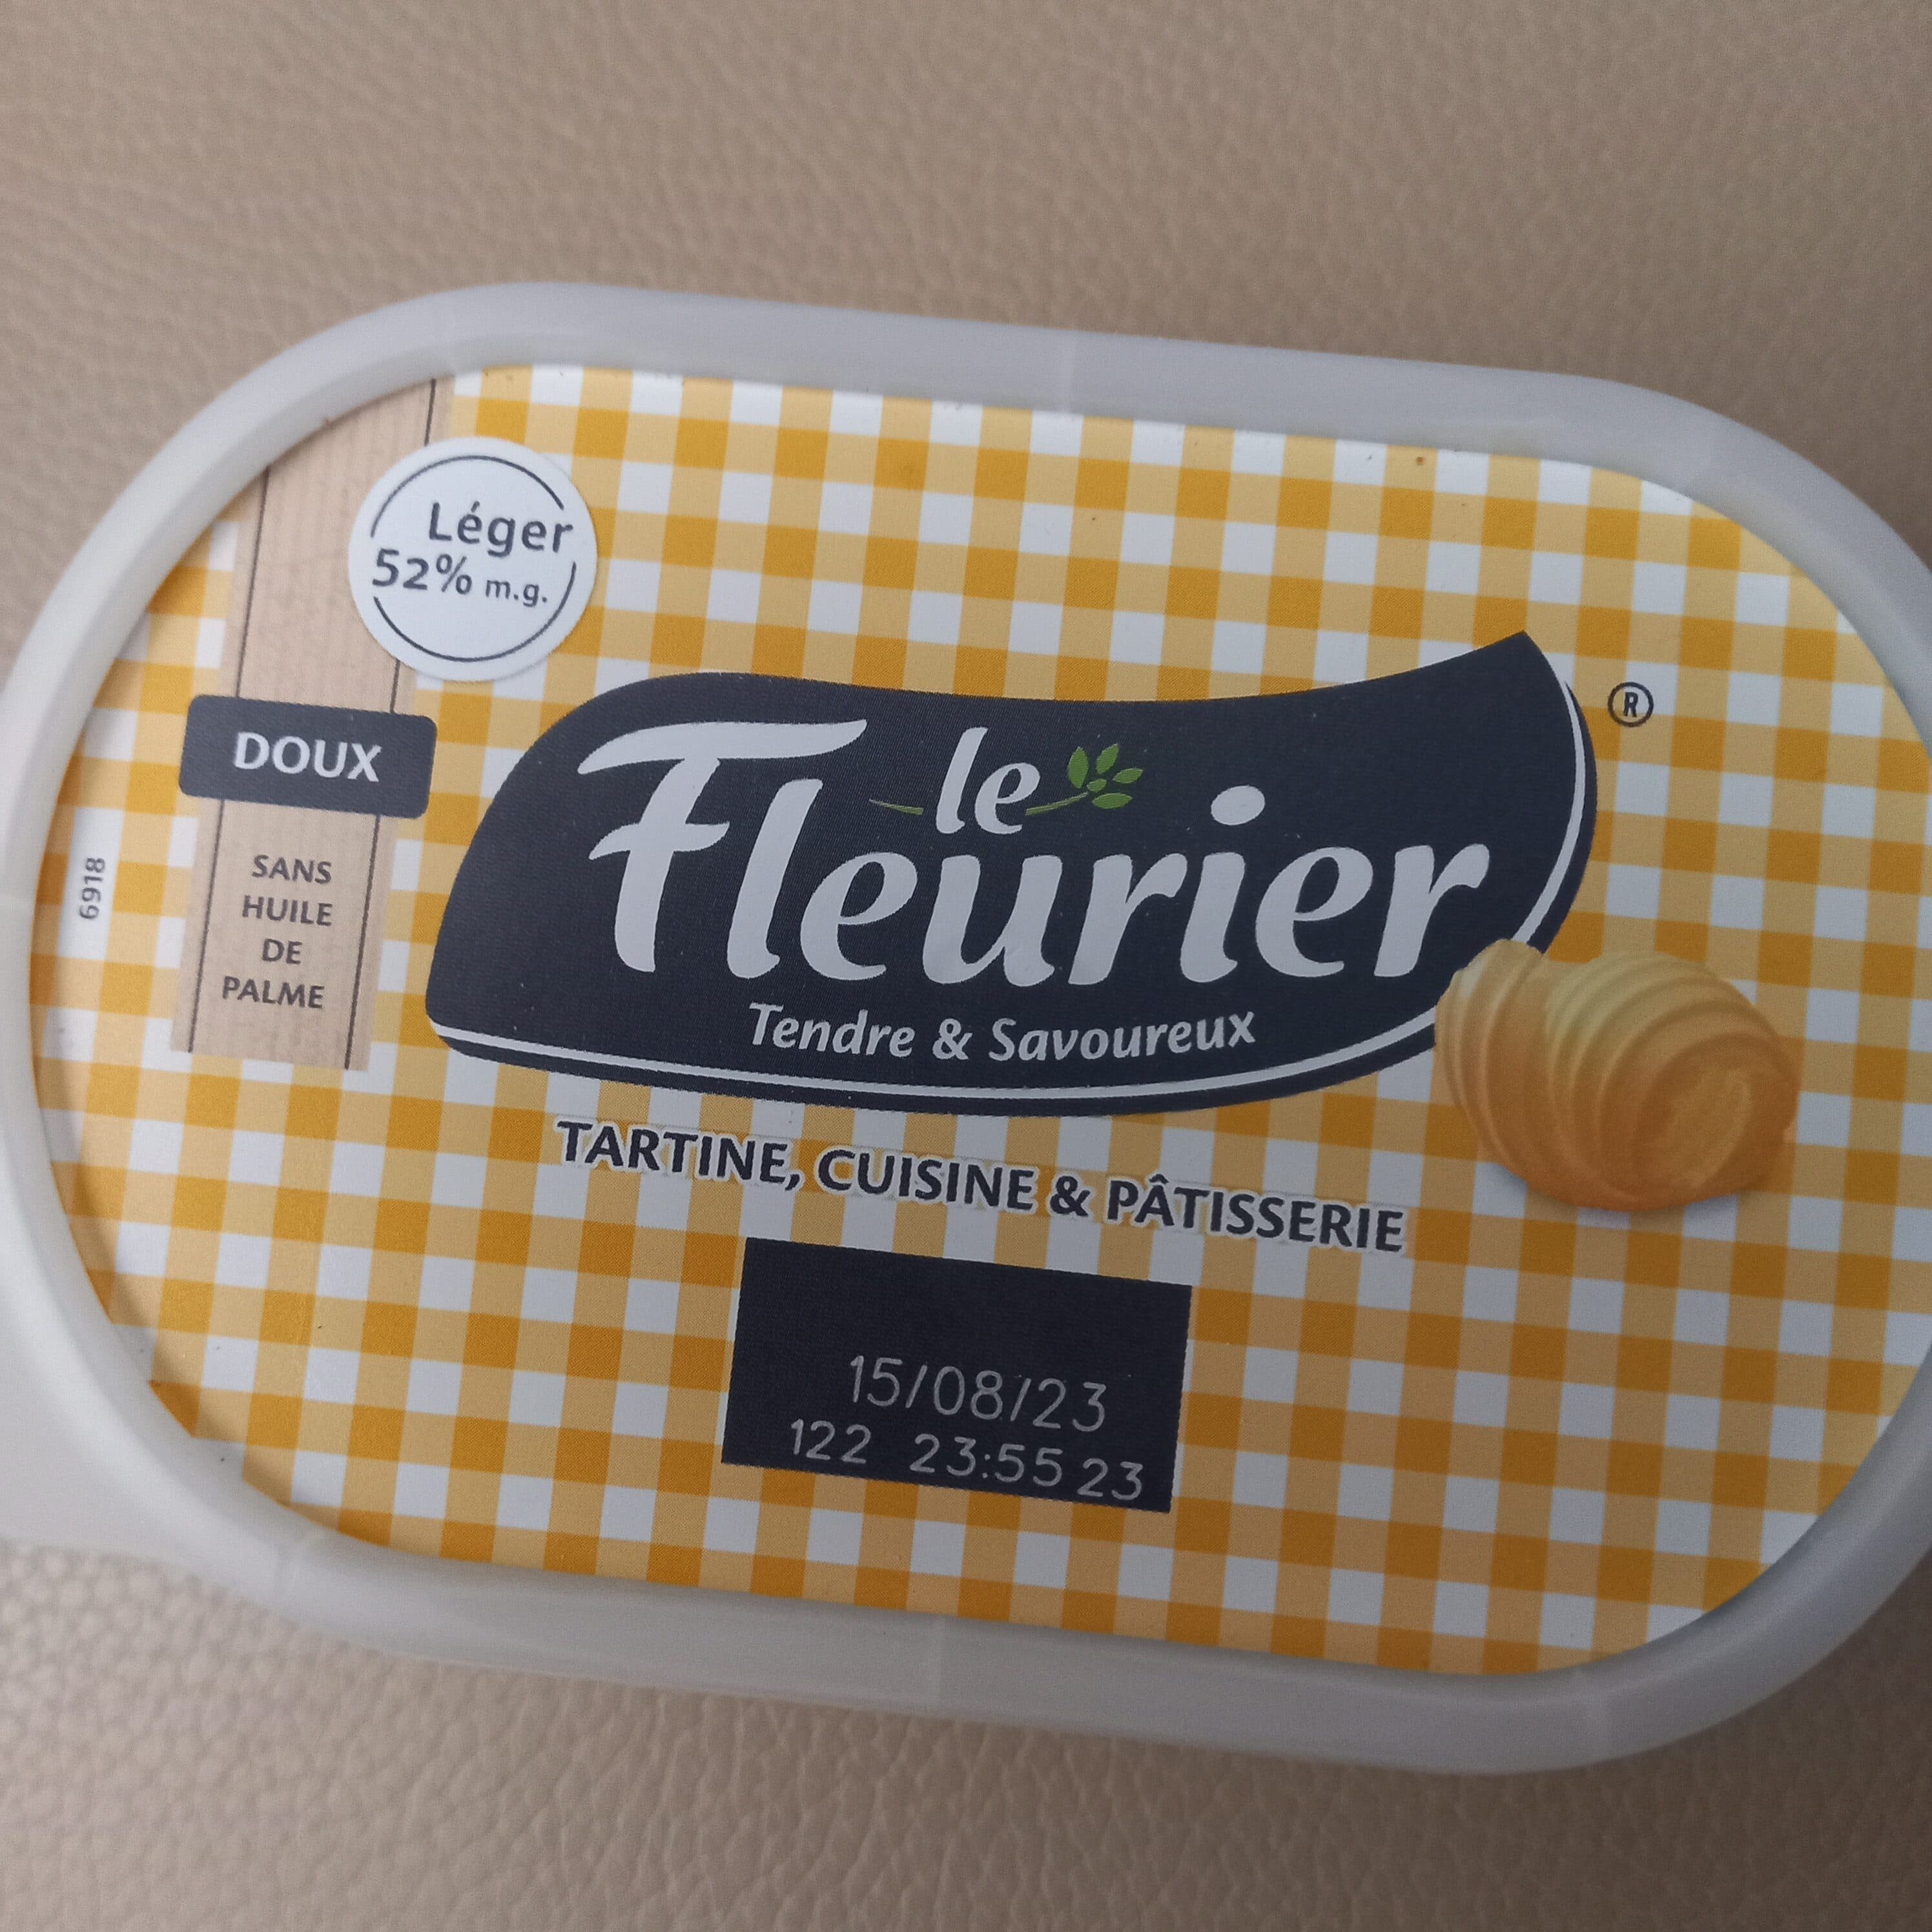 Léger
52% m.g.
DOUX
SANS
HUILE
DE
PALME
6918
le
Fleurier
®
Tendre & Savoureux
TARTINE, CUISINE & PÂTISSERIE
15/08/23
122 23:55 23